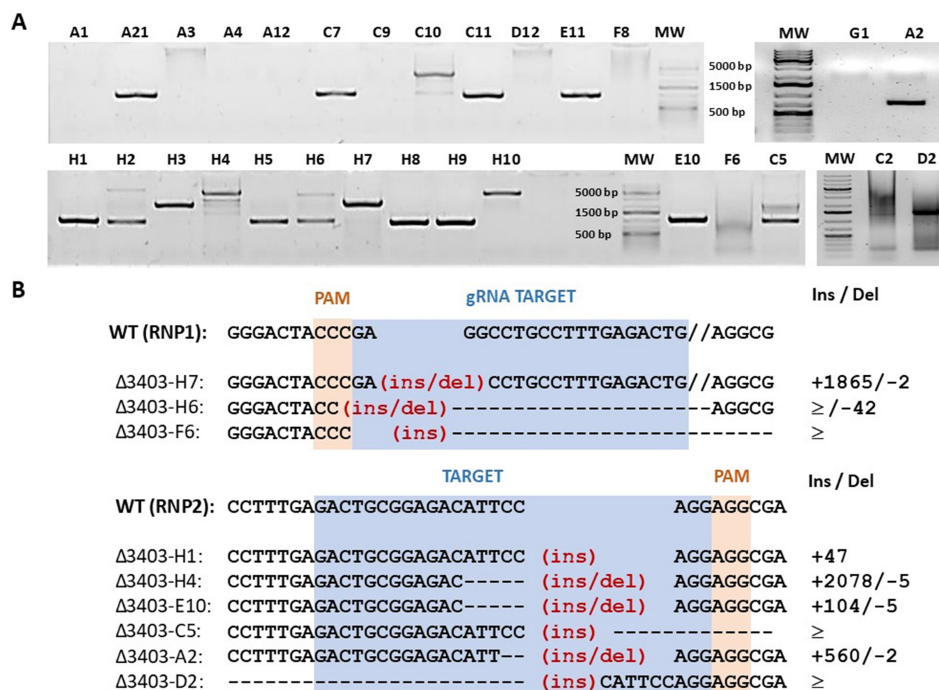 A
A1 A21 A3 A4 A12 C7 C9 C10 C11 D12 E11 F8 MW MW G1 A2
5000 bp 5000 bp
1500 bp 1500 bp
500 bp 500 bp
H1 H2 H3 H4 H5 H6 H7 H8 H9 H10 MW E10 F6 C5 MW C2 D2
5000 bp
1500 bp
500 bp
B
PAM gRNA TARGET Ins / Del
WT (RNP1): GGGACTACCCGA GGCCTGCCTTTGAGACTG//AGGCG
Δ3403-H7: GGGACTACCCGA(ins/del)CCTGCCTTTGAGACTG//AGGCG +1865/-2
Δ3403-H6: GGGACTACC(ins/del)--------------------AGGCG ≥/-42
Δ3403-F6: GGGACTACCC (ins)------------------------- ≥
TARGET PAM Ins / Del
WT (RNP2): CCTTTGAGACTGCGGAGACATTCC AGGAGGCGA
Δ3403-H1: CCTTTGAGACTGCGGAGACATTCC (ins) AGGAGGCGA +47
Δ3403-H4: CCTTTGAGACTGCGGAGAC----- (ins/del) AGGAGGCGA +2078/-5
Δ3403-E10: CCTTTGAGACTGCGGAGAC----- (ins/del) AGGAGGCGA +104/-5
Δ3403-C5: CCTTTGAGACTGCGGAGACATTCC (ins) ------------- ≥
Δ3403-A2: CCTTTGAGACTGCGGAGACATT-- (ins/del) AGGAGGCGA +560/-2
Δ3403-D2: ------------------------ (ins)CATTCCAGGAGGCGA ≥